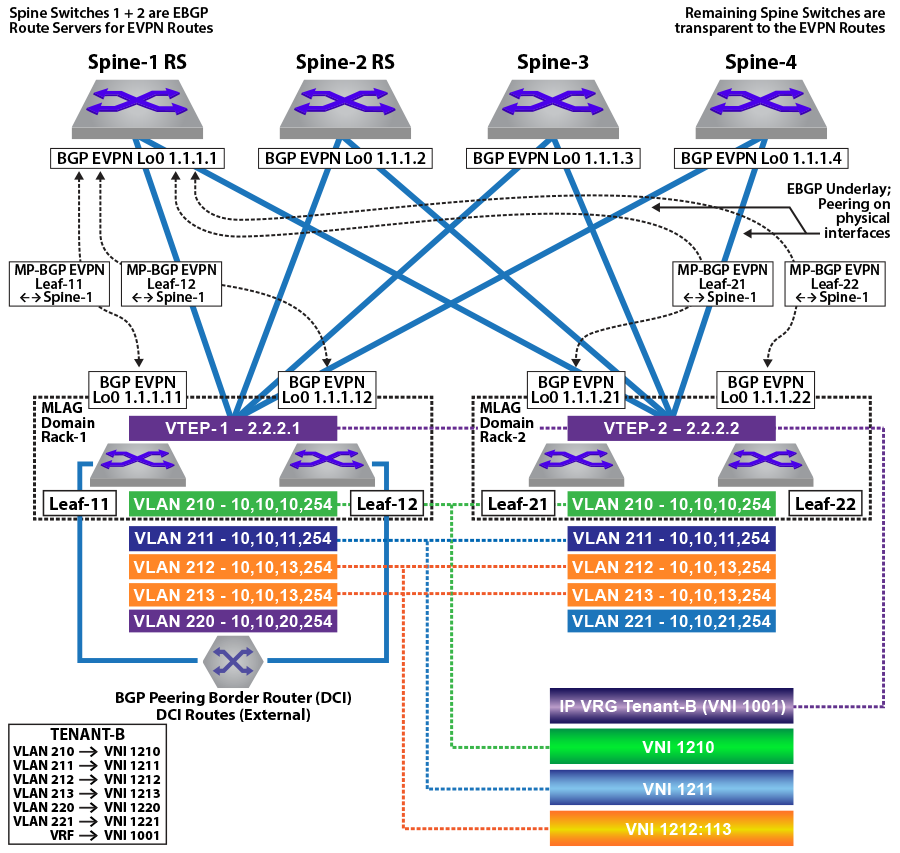 Spine Switches 1 + 2 are EBGP
Route Servers for EVPN Routes
Remaining Spine Switches are
transparent to the EVPN Routes
Spine-1 RS
Spine-2 RS
Spine-3
Spine-4
BGP EVPN Lo0 1.1.1.1
BGP EVPN Lo0 1.1.1.2
BGP EVPN Lo0 1.1.1.3
BGP EVPN Lo0 1.1.1.4
EBGP Underlay;
Peering on
physical
interfaces
MP-BGP EVPN
Leaf-11
←→Spine-1
MP-BGP EVPN
Leaf-12
←→Spine-1
MP-BGP EVPN
Leaf-21
←→Spine-1
MP-BGP EVPN
Leaf-22
←→Spine-1
BGP EVPN
Lo0 1.1.1.11
BGP EVPN
Lo0 1.1.1.12
BGP EVPN
Lo0 1.1.1.21
BGP EVPN
Lo0 1.1.1.22
MLAG
Domain
Rack-1
VTEP-1 – 2.2.2.1
MLAG
Domain
Rack-2
VTEP-2 – 2.2.2.2
Leaf-11
VLAN 210 - 10,10,10,254
Leaf-12
Leaf-21
VLAN 210 - 10,10,10,254
Leaf-22
VLAN 211 - 10,10,11,254
VLAN 211 - 10,10,11,254
VLAN 212 - 10,10,13,254
VLAN 212 - 10,10,13,254
VLAN 213 - 10,10,13,254
VLAN 213 - 10,10,13,254
VLAN 220 - 10,10,20,254
VLAN 221 - 10,10,21,254
BGP Peering Border Router (DCI)
DCI Routes (External)
IP VRG Tenant-B (VNI 1001)
VNI 1210
VNI 1211
VNI 1212:113
TENANT-B
VLAN 210 → VNI 1210
VLAN 211 → VNI 1211
VLAN 212 → VNI 1212
VLAN 213 → VNI 1213
VLAN 220 → VNI 1220
VLAN 221 → VNI 1221
VRF → VNI 1001